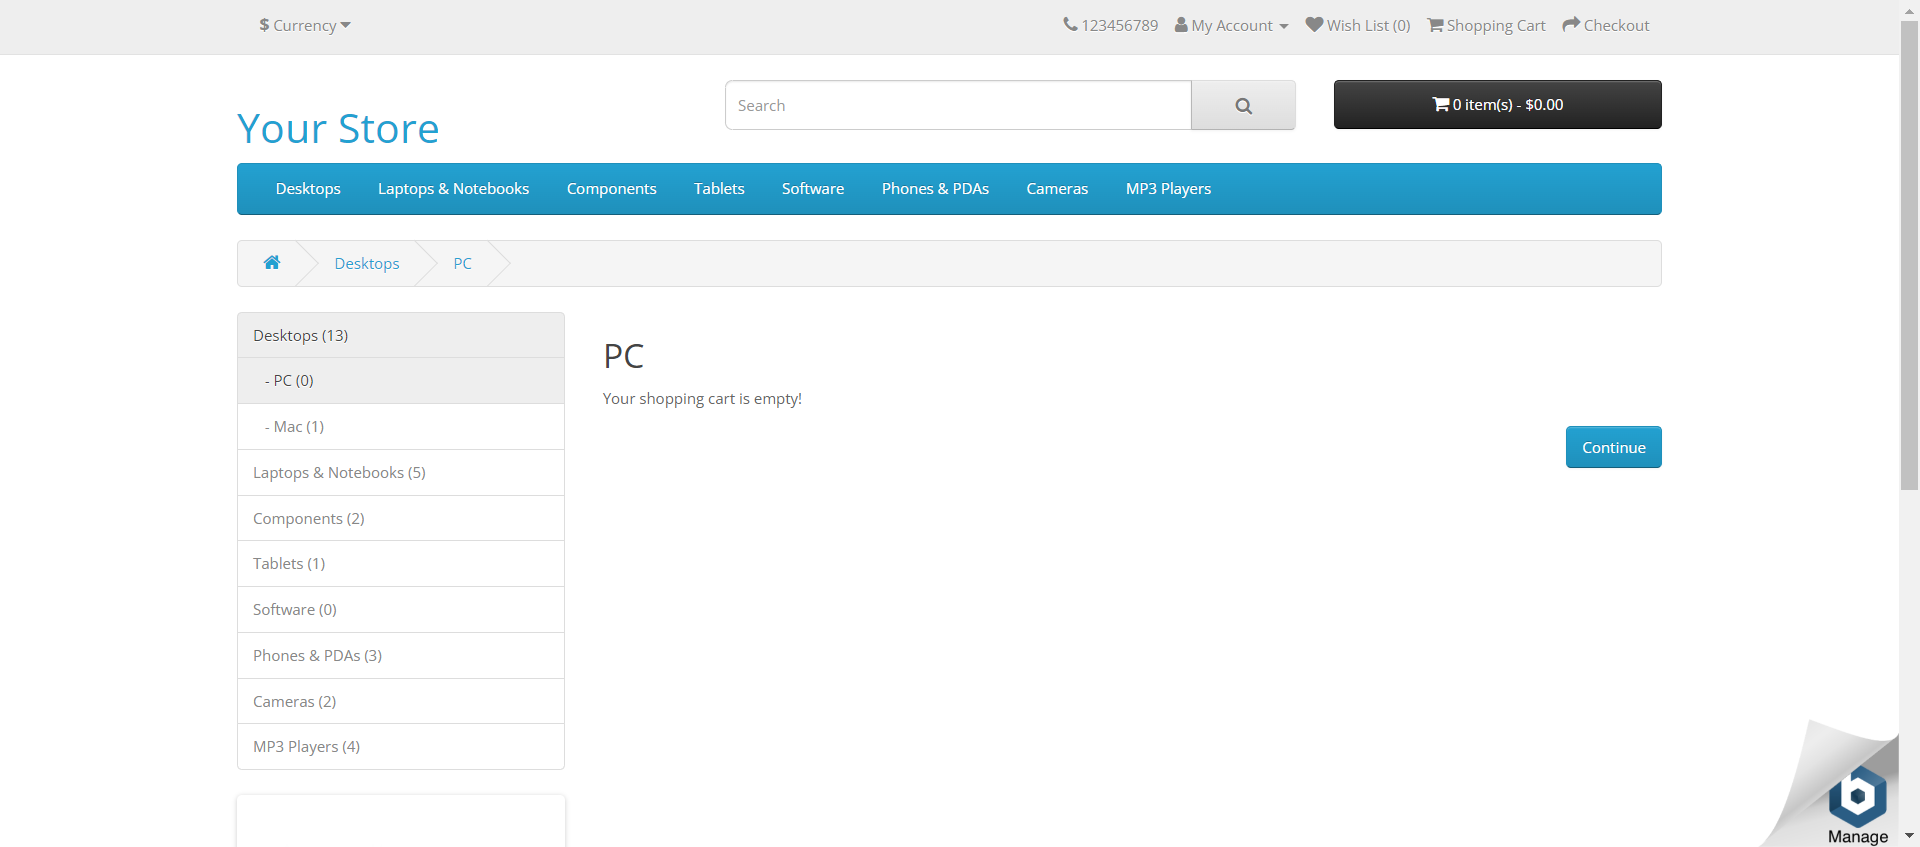 $ Currency
123456789 My Account Wish List (0) Shopping Cart Checkout
Your Store
Search
0 item(s) - $0.00
Desktops Laptops & Notebooks Components Tablets Software Phones & PDAs Cameras MP3 Players
Desktops PC
Desktops (13)
- PC (0)
- Mac (1)
Laptops & Notebooks (5)
Components (2)
Tablets (1)
Software (0)
Phones & PDAs (3)
Cameras (2)
MP3 Players (4)
PC
Your shopping cart is empty!
Continue
b
Manage